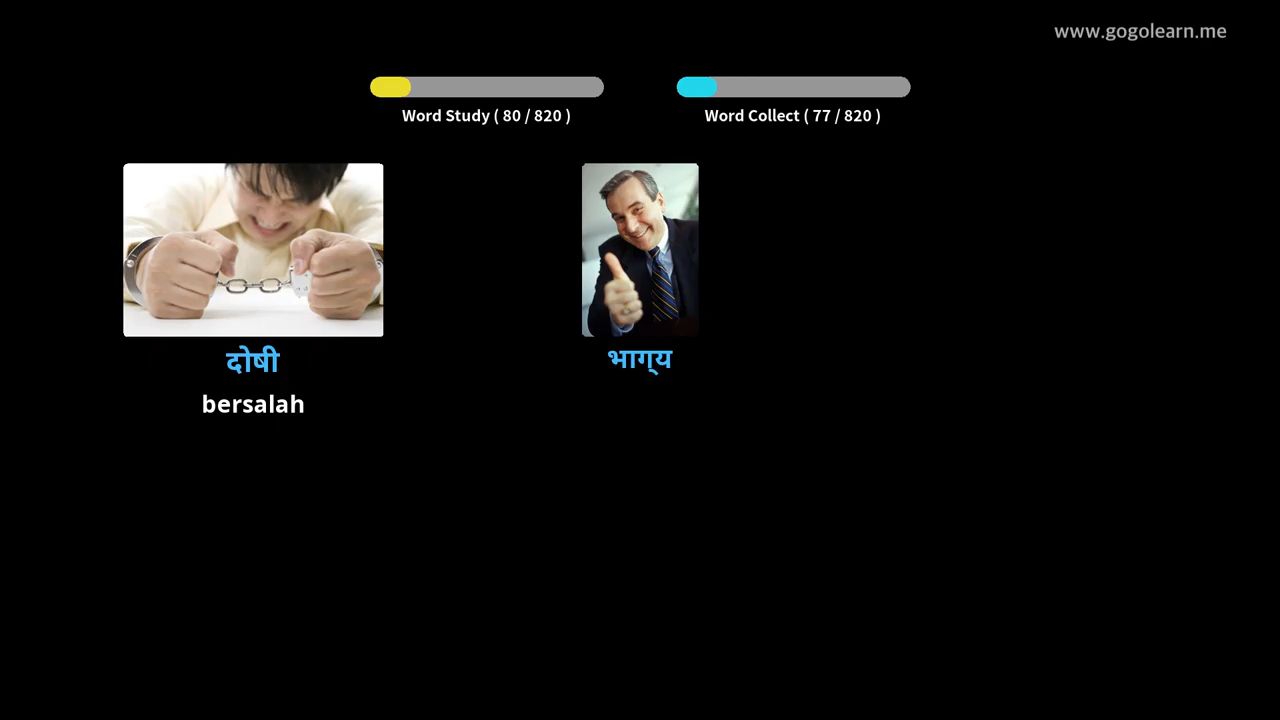 www.gogolearn.me
Word Study ( 80 / 820 )
Word Collect ( 77 / 820 )
दोषी
bersalah
भाग्य